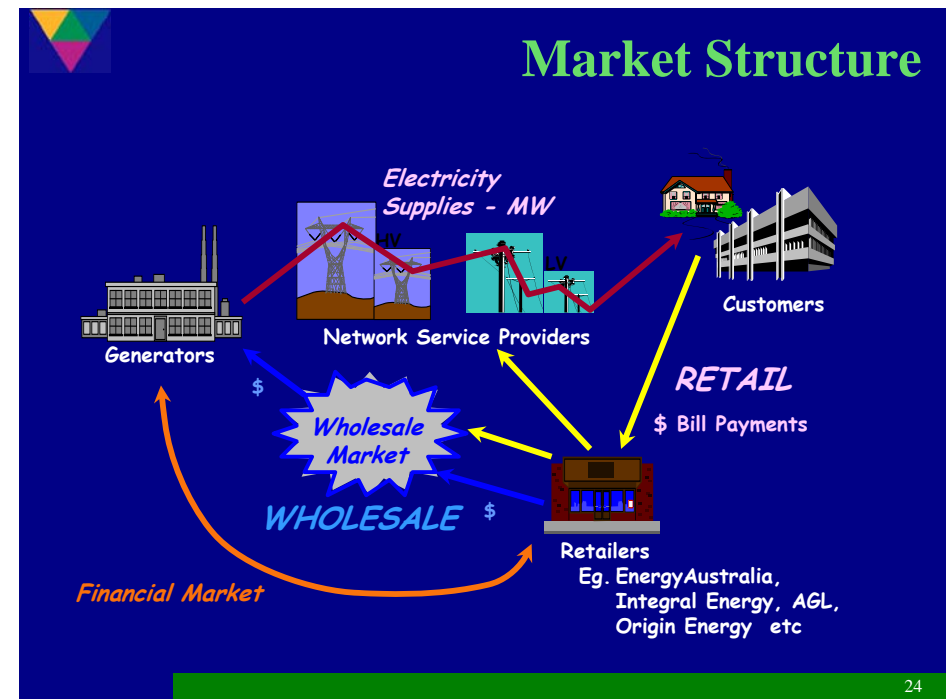 Market Structure
Electricity
Supplies - MW
HV
LV
Customers
Network Service Providers
Generators
$
RETAIL
$ Bill Payments
Wholesale
Market
WHOLESALE
$
Retailers
Eg. EnergyAustralia,
Integral Energy, AGL,
Origin Energy etc
Financial Market
24